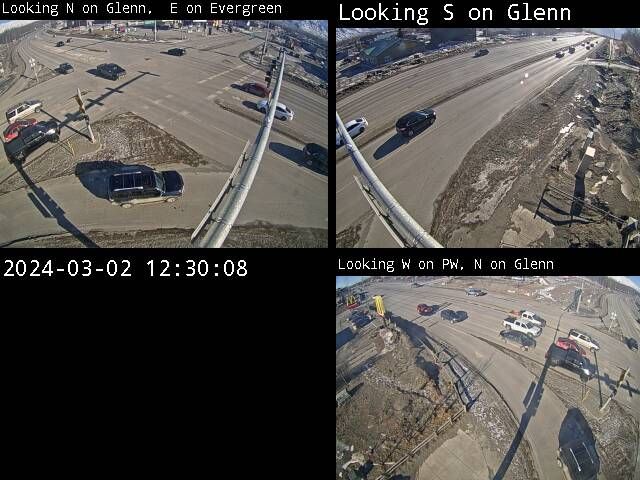 Looking N on Glenn,  E on Evergreen
Looking S on Glenn
2024-03-02 12:30:08
Looking W on PW, N on Glenn